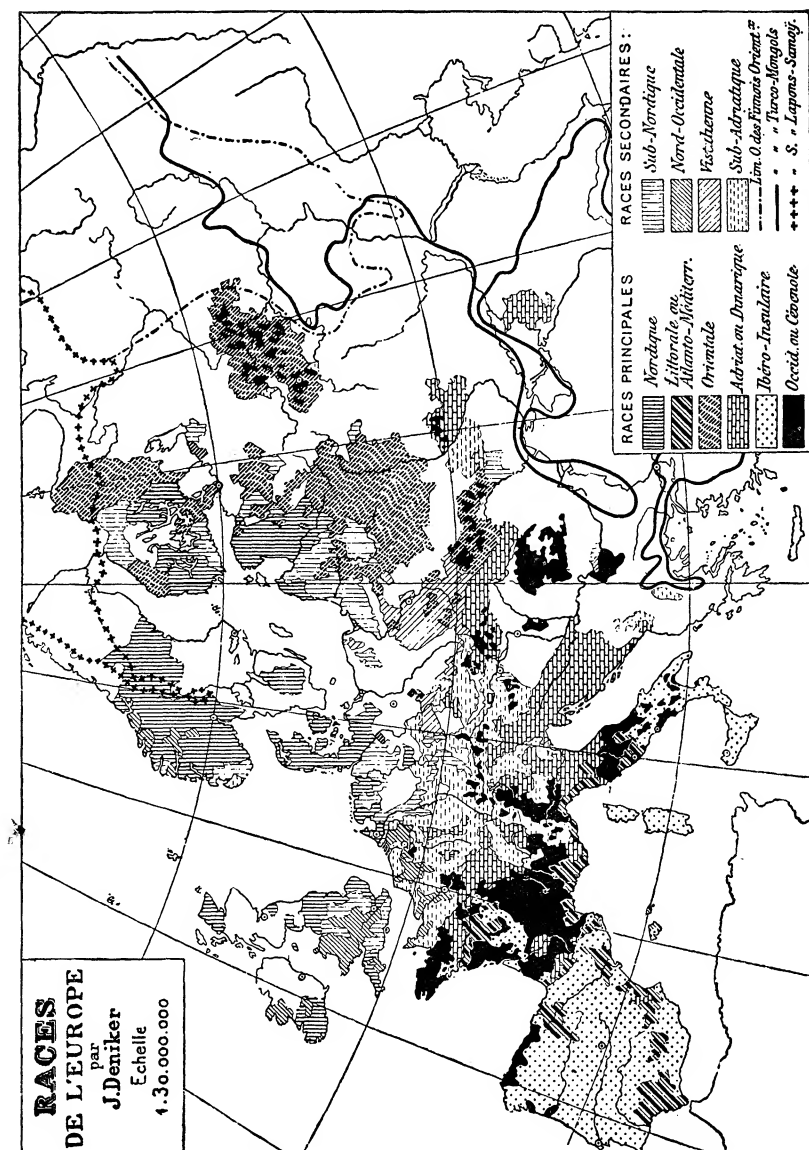 RACES
DE L'EUROPE
par
J. Deniker
Echelle
1.30.000.000
RACES PRINCIPALES
Nordique
Littorale ou
Atlanto-Méditerr.
Orientale
Adriat. ou Dinarique
Ibéro-Insulaire
Occid. ou Cévenole
RACES SECONDAIRES:
Sub-Nordique
Nord-Occidentale
Vistulienne
Sub-Adriatique
Lim. O. des Finnois Orient.x
" " Turco-Mongols
" S. " Lapons-Samoÿ.